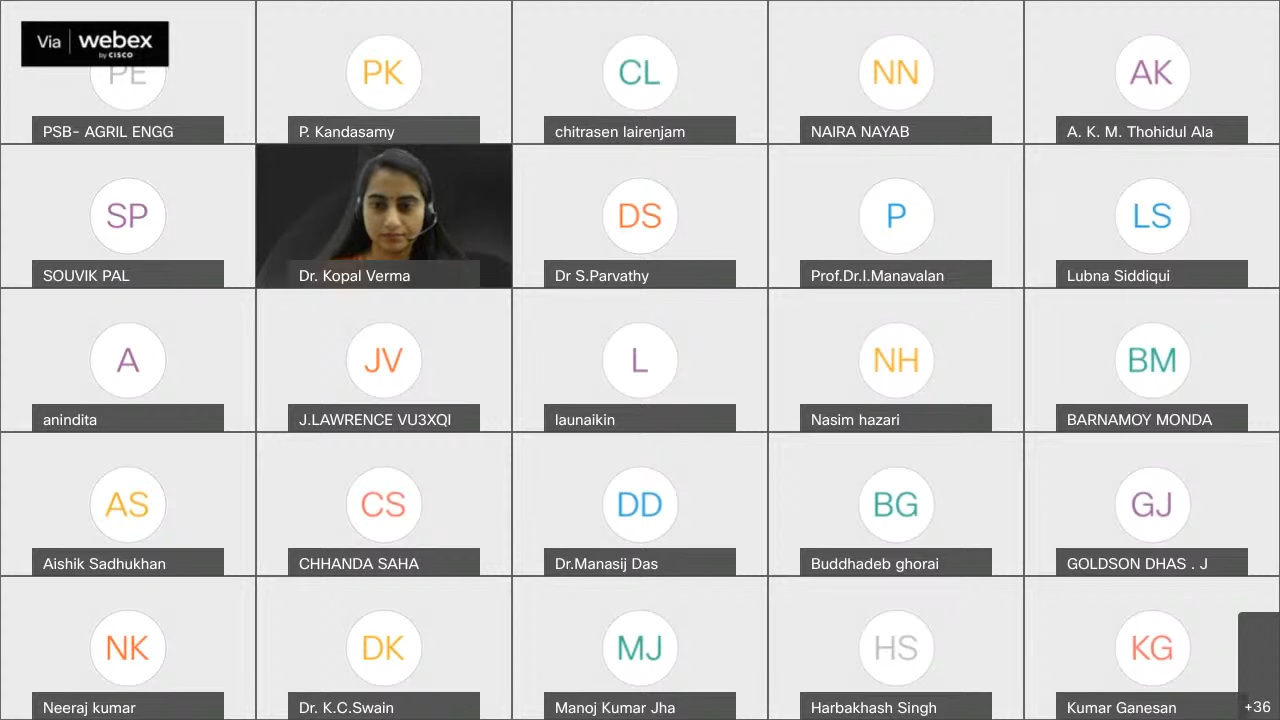 Via webex
by CISCO
PE
PK
CL
NN
AK
PSB- AGRIL ENGG
P. Kandasamy
chitrasen lairenjam
NAIRA NAYAB
A. K. M. Thohidul Ala
SP
DS
P
LS
SOUVIK PAL
Dr. Kopal Verma
Dr S.Parvathy
Prof.Dr.I.Manavalan
Lubna Siddiqui
A
JV
L
NH
BM
anindita
J.LAWRENCE VU3XQI
launaikin
Nasim hazari
BARNAMOY MONDA
AS
CS
DD
BG
GJ
Aishik Sadhukhan
CHHANDA SAHA
Dr.Manasij Das
Buddhadeb ghorai
GOLDSON DHAS . J
NK
DK
MJ
HS
KG
Neeraj kumar
Dr. K.C.Swain
Manoj Kumar Jha
Harbakhash Singh
Kumar Ganesan
+36